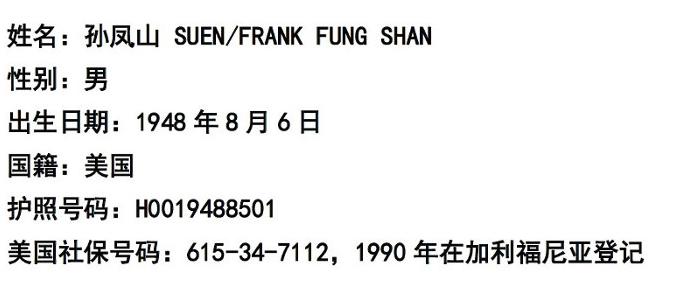 姓名：孙凤山 SUEN/FRANK FUNG SHAN
性别：男
出生日期：1948 年 8 月 6 日
国籍：美国
护照号码：H0019488501
美国社保号码：615-34-7112，1990 年在加利福尼亚登记